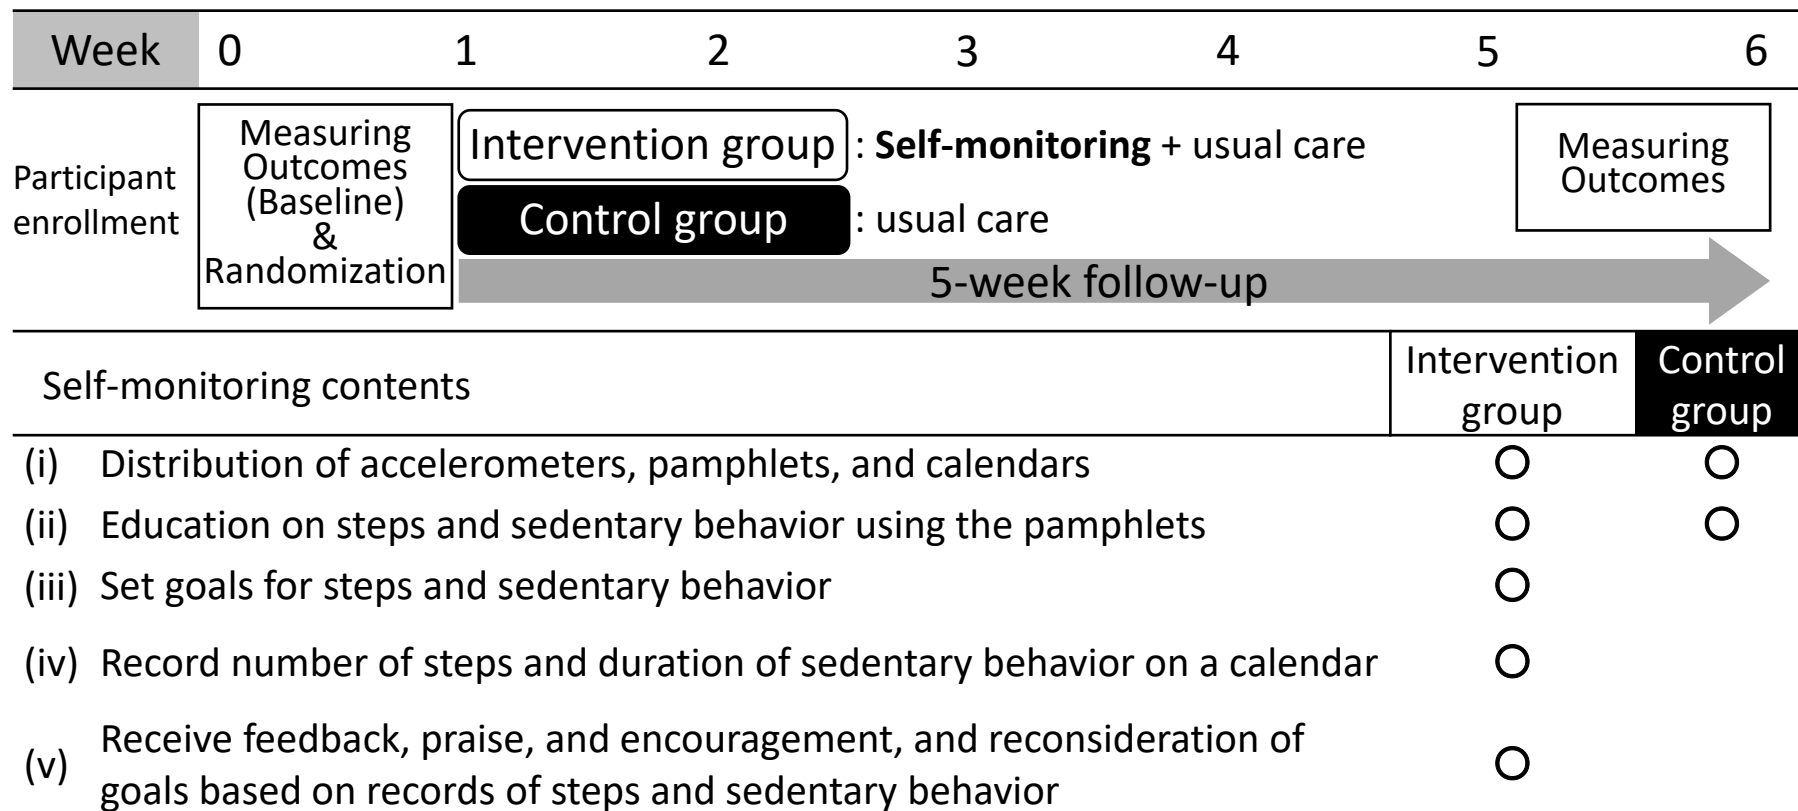 Week 0 1 2 3 4 5 6
Participant
enrollment
Measuring
Outcomes
(Baseline)
&
Randomization
Intervention group : Self-monitoring + usual care
Control group : usual care
5-week follow-up
Measuring
Outcomes
Self-monitoring contents
Intervention
group
Control
group
(i) Distribution of accelerometers, pamphlets, and calendars
(ii) Education on steps and sedentary behavior using the pamphlets
(iii) Set goals for steps and sedentary behavior
(iv) Record number of steps and duration of sedentary behavior on a calendar
(v) Receive feedback, praise, and encouragement, and reconsideration of
goals based on records of steps and sedentary behavior